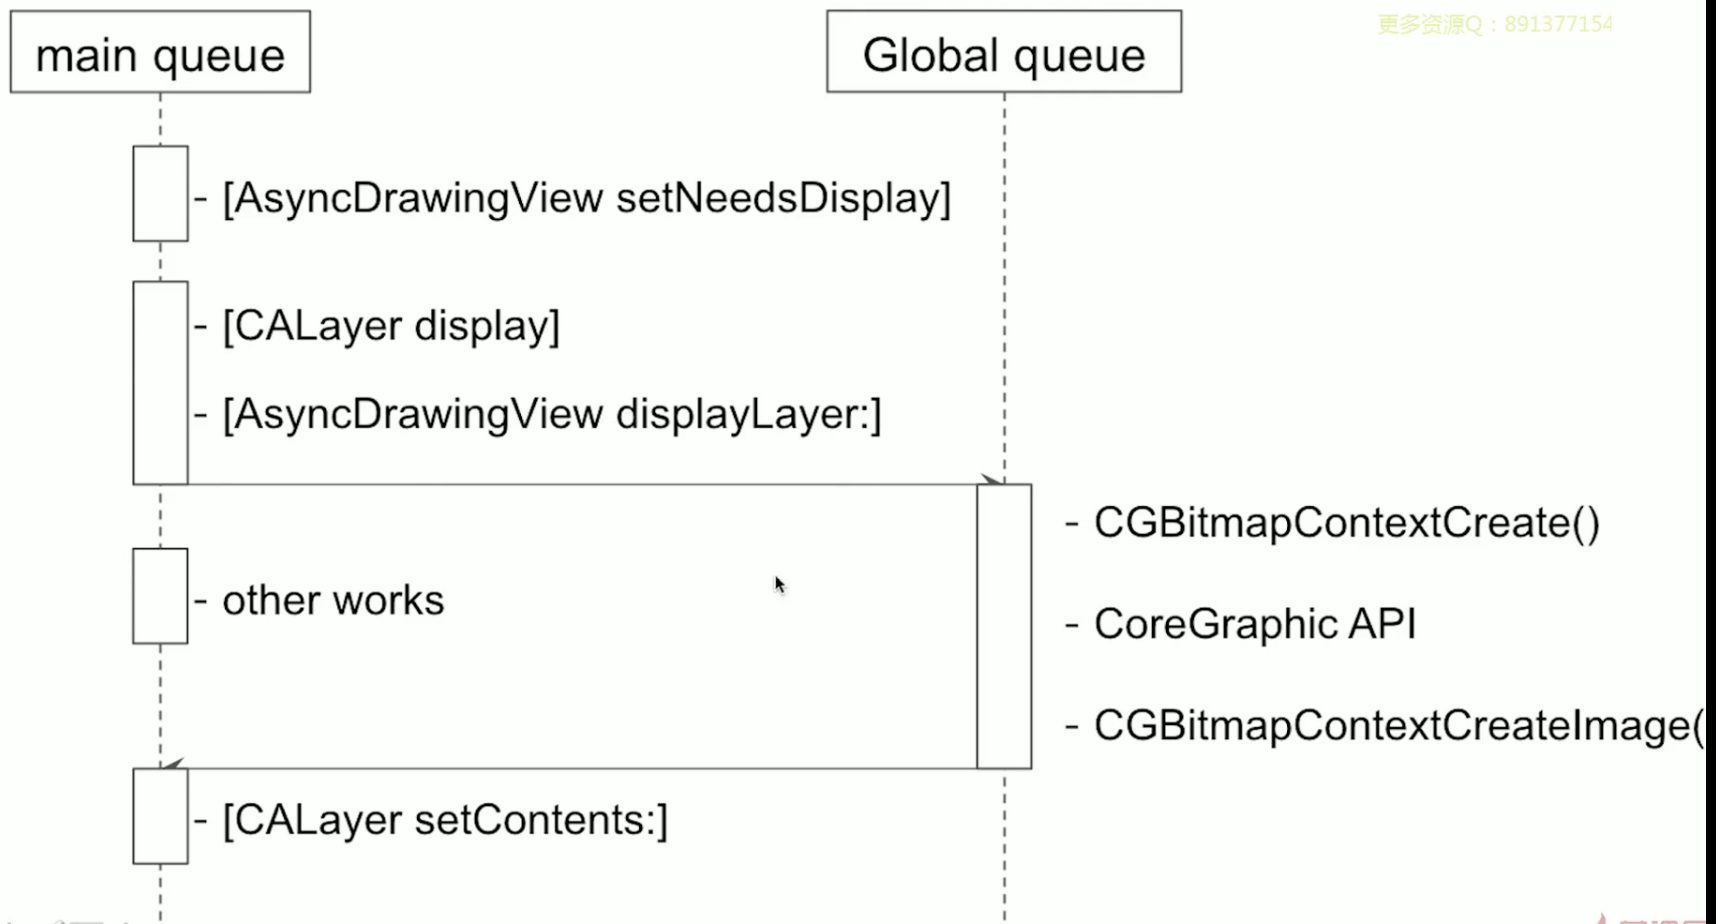 更多资源Q：891377154
main queue
Global queue
- [AsyncDrawingView setNeedsDisplay]
- [CALayer display]
- [AsyncDrawingView displayLayer:]
- CGBitmapContextCreate()
- other works
- CoreGraphic API
- CGBitmapContextCreateImage(
- [CALayer setContents:]